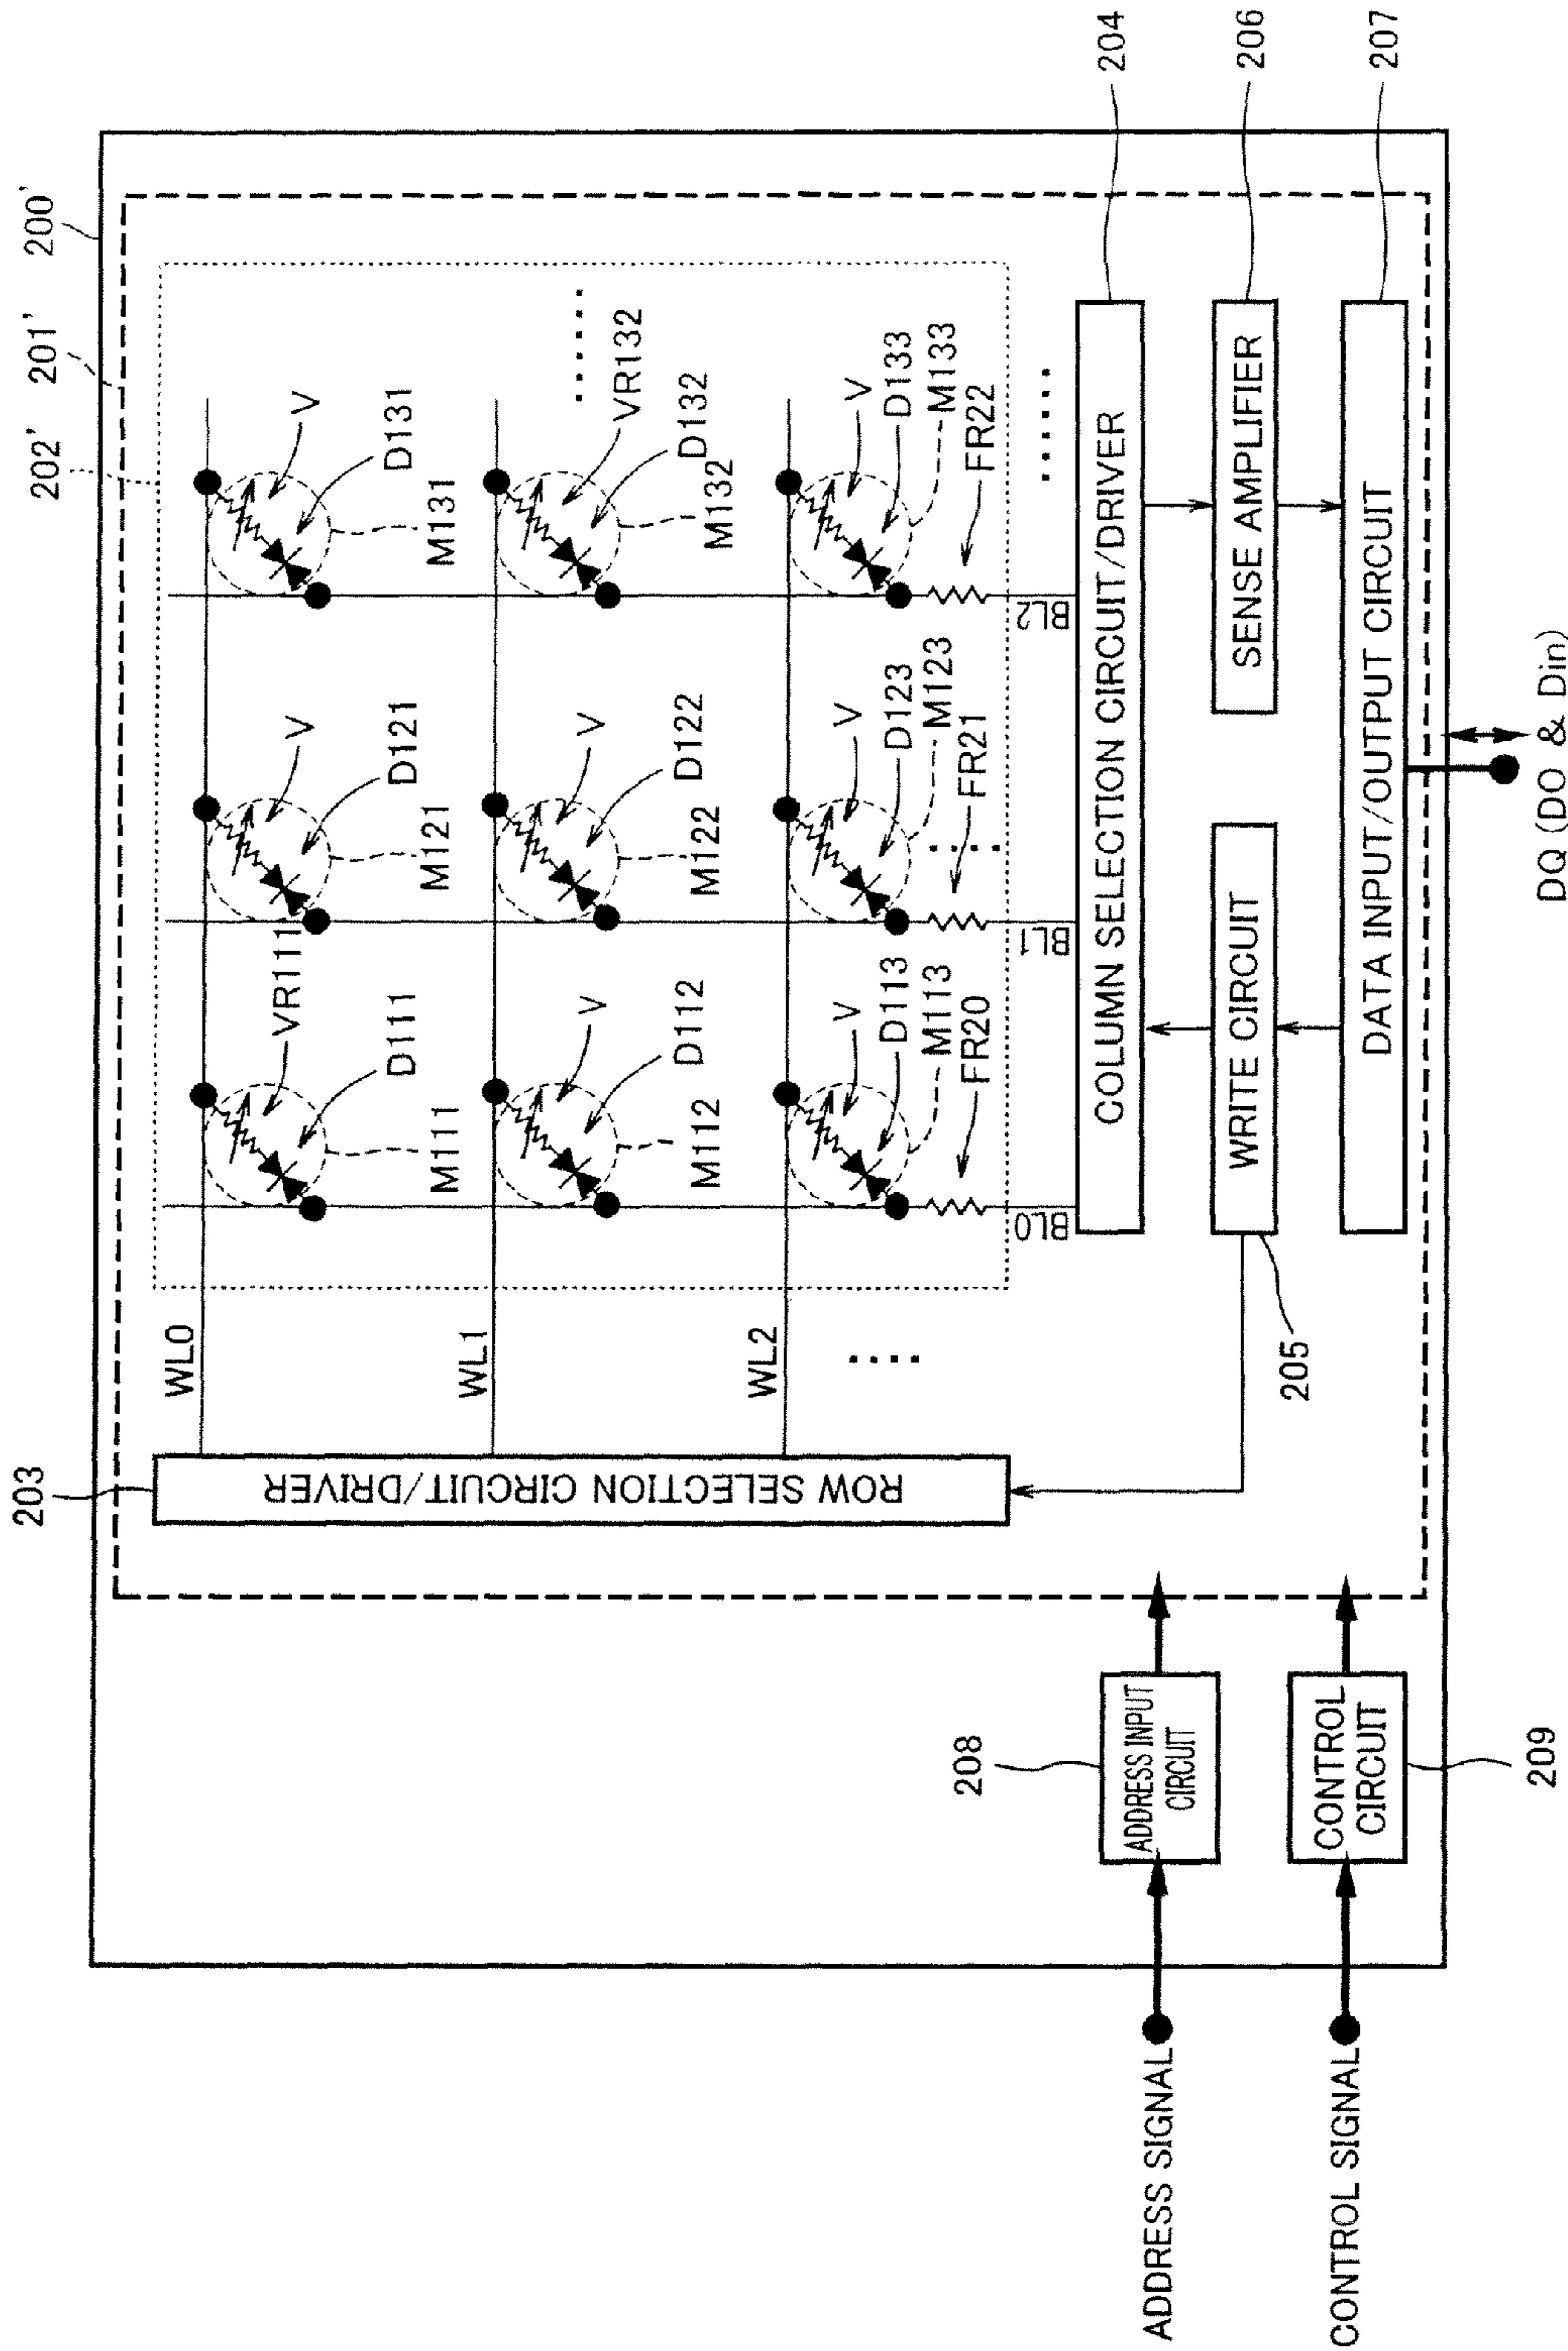 200'
201'
202'
203
ROW SELECTION CIRCUIT/DRIVER
WL0
WL1
WL2
VR111
D111
M111
V
D121
M121
V
D131
M131
V
D112
M112
V
D122
M122
VR132
D132
M132
V
D113
M113
FR20
V
D123
M123
FR21
V
D133
M133
FR22
BL0
BL1
BL2
COLUMN SELECTION CIRCUIT/DRIVER
204
WRITE CIRCUIT
205
SENSE AMPLIFIER
206
DATA INPUT/OUTPUT CIRCUIT
207
DQ (DO & Din)
208
ADDRESS INPUT
CIRCUIT
CONTROL
CIRCUIT
209
ADDRESS SIGNAL
CONTROL SIGNAL